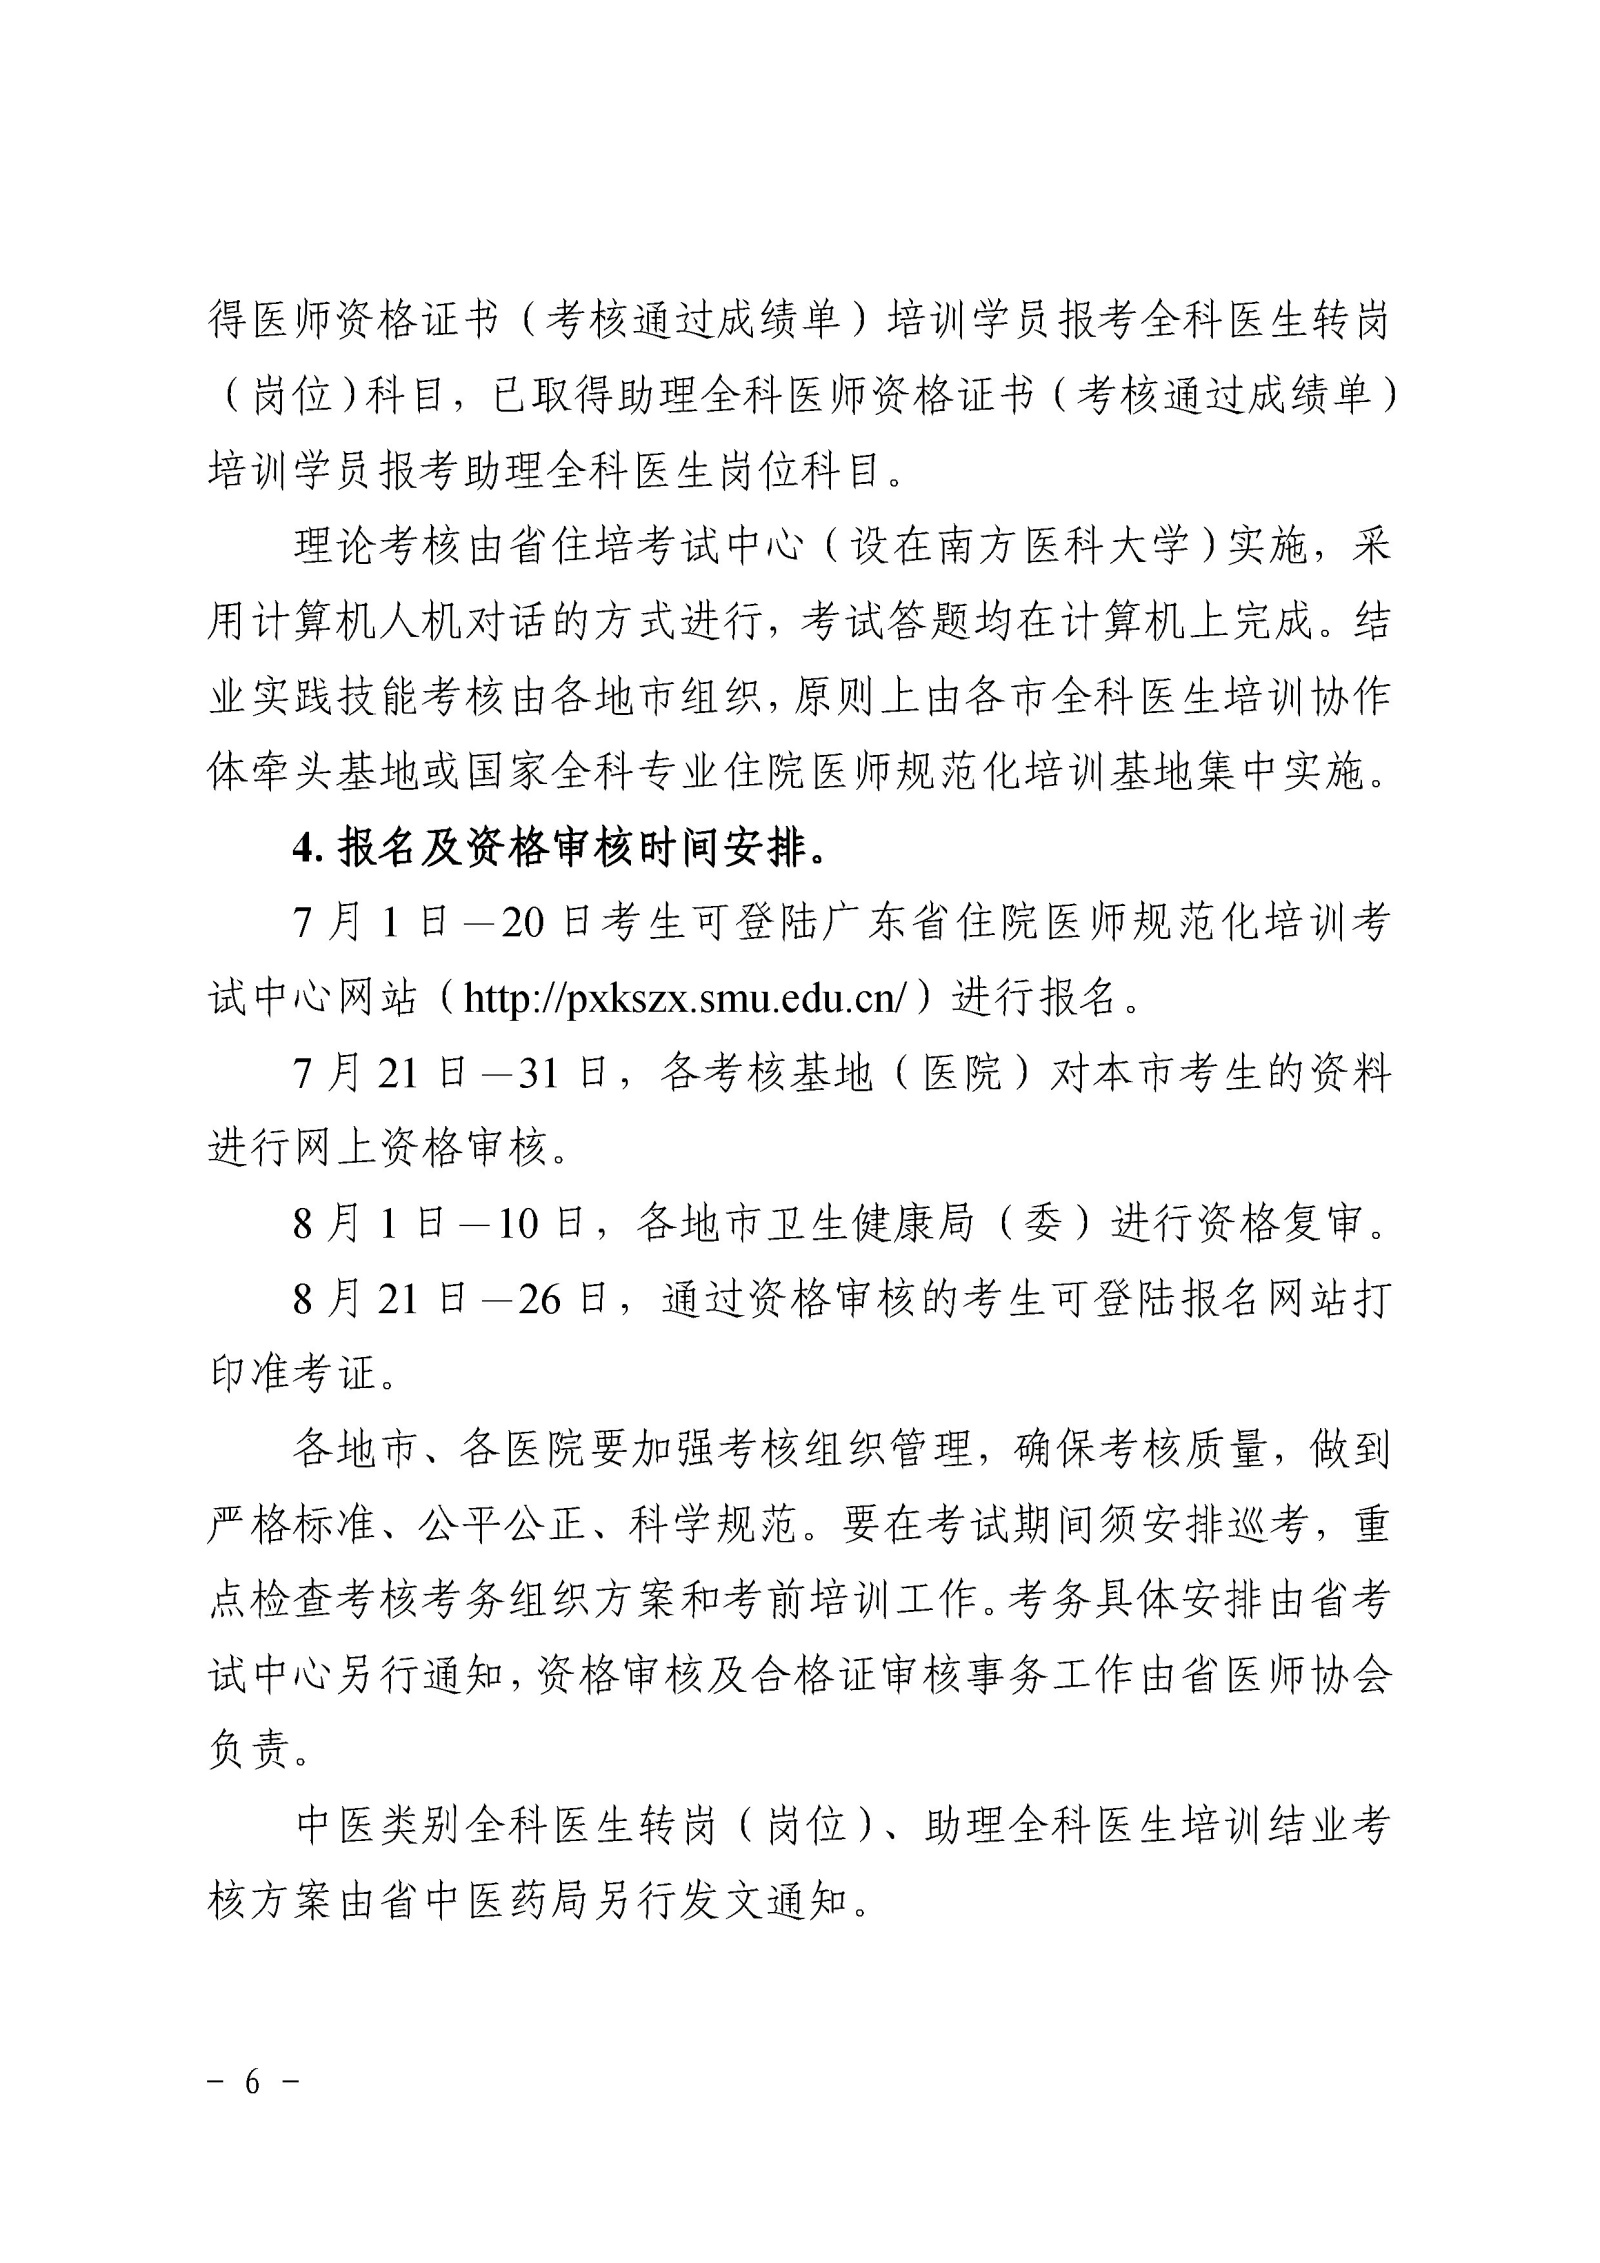 得医师资格证书（考核通过成绩单）培训学员报考全科医生转岗
（岗位）科目，已取得助理全科医师资格证书（考核通过成绩单）
培训学员报考助理全科医生岗位科目。
理论考核由省住培考试中心（设在南方医科大学）实施，采
用计算机人机对话的方式进行，考试答题均在计算机上完成。结
业实践技能考核由各地市组织，原则上由各市全科医生培训协作
体牵头基地或国家全科专业住院医师规范化培训基地集中实施。
4. 报名及资格审核时间安排。
7 月 1 日—20 日考生可登陆广东省住院医师规范化培训考
试中心网站（http://pxkszx.smu.edu.cn/）进行报名。
7 月 21 日—31 日，各考核基地（医院）对本市考生的资料
进行网上资格审核。
8 月 1 日—10 日，各地市卫生健康局（委）进行资格复审。
8 月 21 日—26 日，通过资格审核的考生可登陆报名网站打
印准考证。
各地市、各医院要加强考核组织管理，确保考核质量，做到
严格标准、公平公正、科学规范。要在考试期间须安排巡考，重
点检查考核考务组织方案和考前培训工作。考务具体安排由省考
试中心另行通知，资格审核及合格证审核事务工作由省医师协会
负责。
中医类别全科医生转岗（岗位）、助理全科医生培训结业考
核方案由省中医药局另行发文通知。
- 6 -